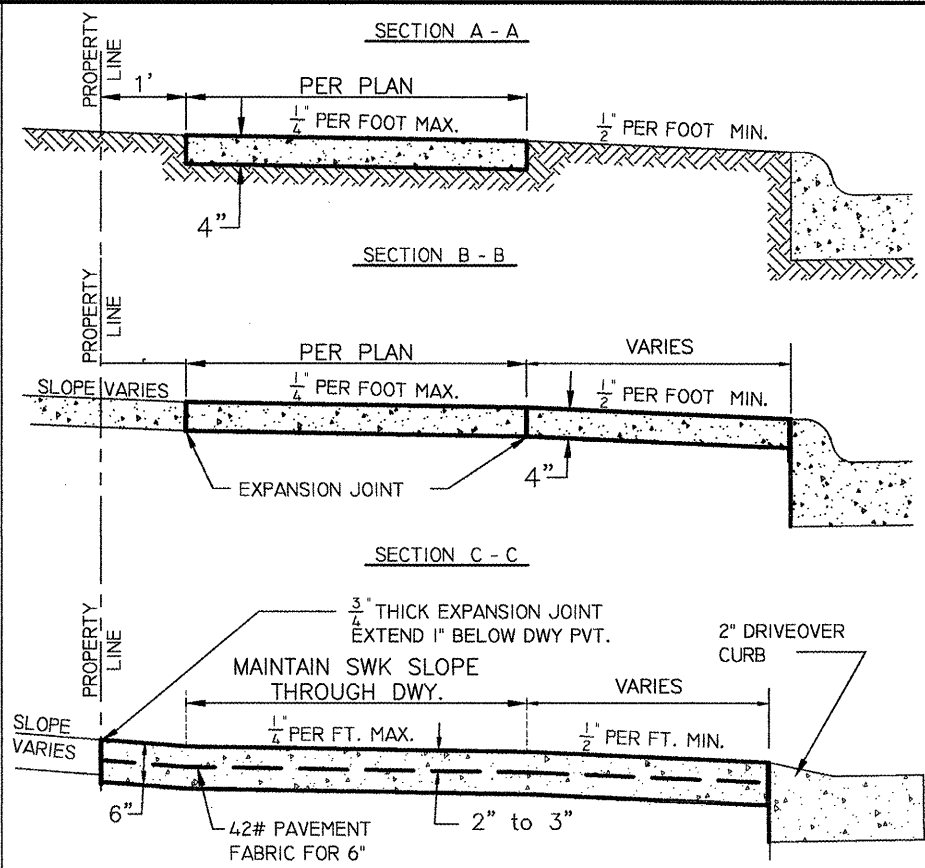 SECTION A - A
PROPERTY
LINE
1'
PER PLAN
1/4" PER FOOT MAX.
1/2" PER FOOT MIN.
4"
SECTION B - B
PROPERTY
LINE
PER PLAN
VARIES
SLOPE VARIES
1/4" PER FOOT MAX.
1/2" PER FOOT MIN.
EXPANSION JOINT
4"
SECTION C - C
PROPERTY
LINE
3/4" THICK EXPANSION JOINT
EXTEND 1" BELOW DWY PVT.
2" DRIVEOVER
CURB
MAINTAIN SWK SLOPE
THROUGH DWY.
VARIES
SLOPE
VARIES
1/4" PER FT. MAX.
1/2" PER FT. MIN.
6"
2" to 3"
42# PAVEMENT
FABRIC FOR 6"